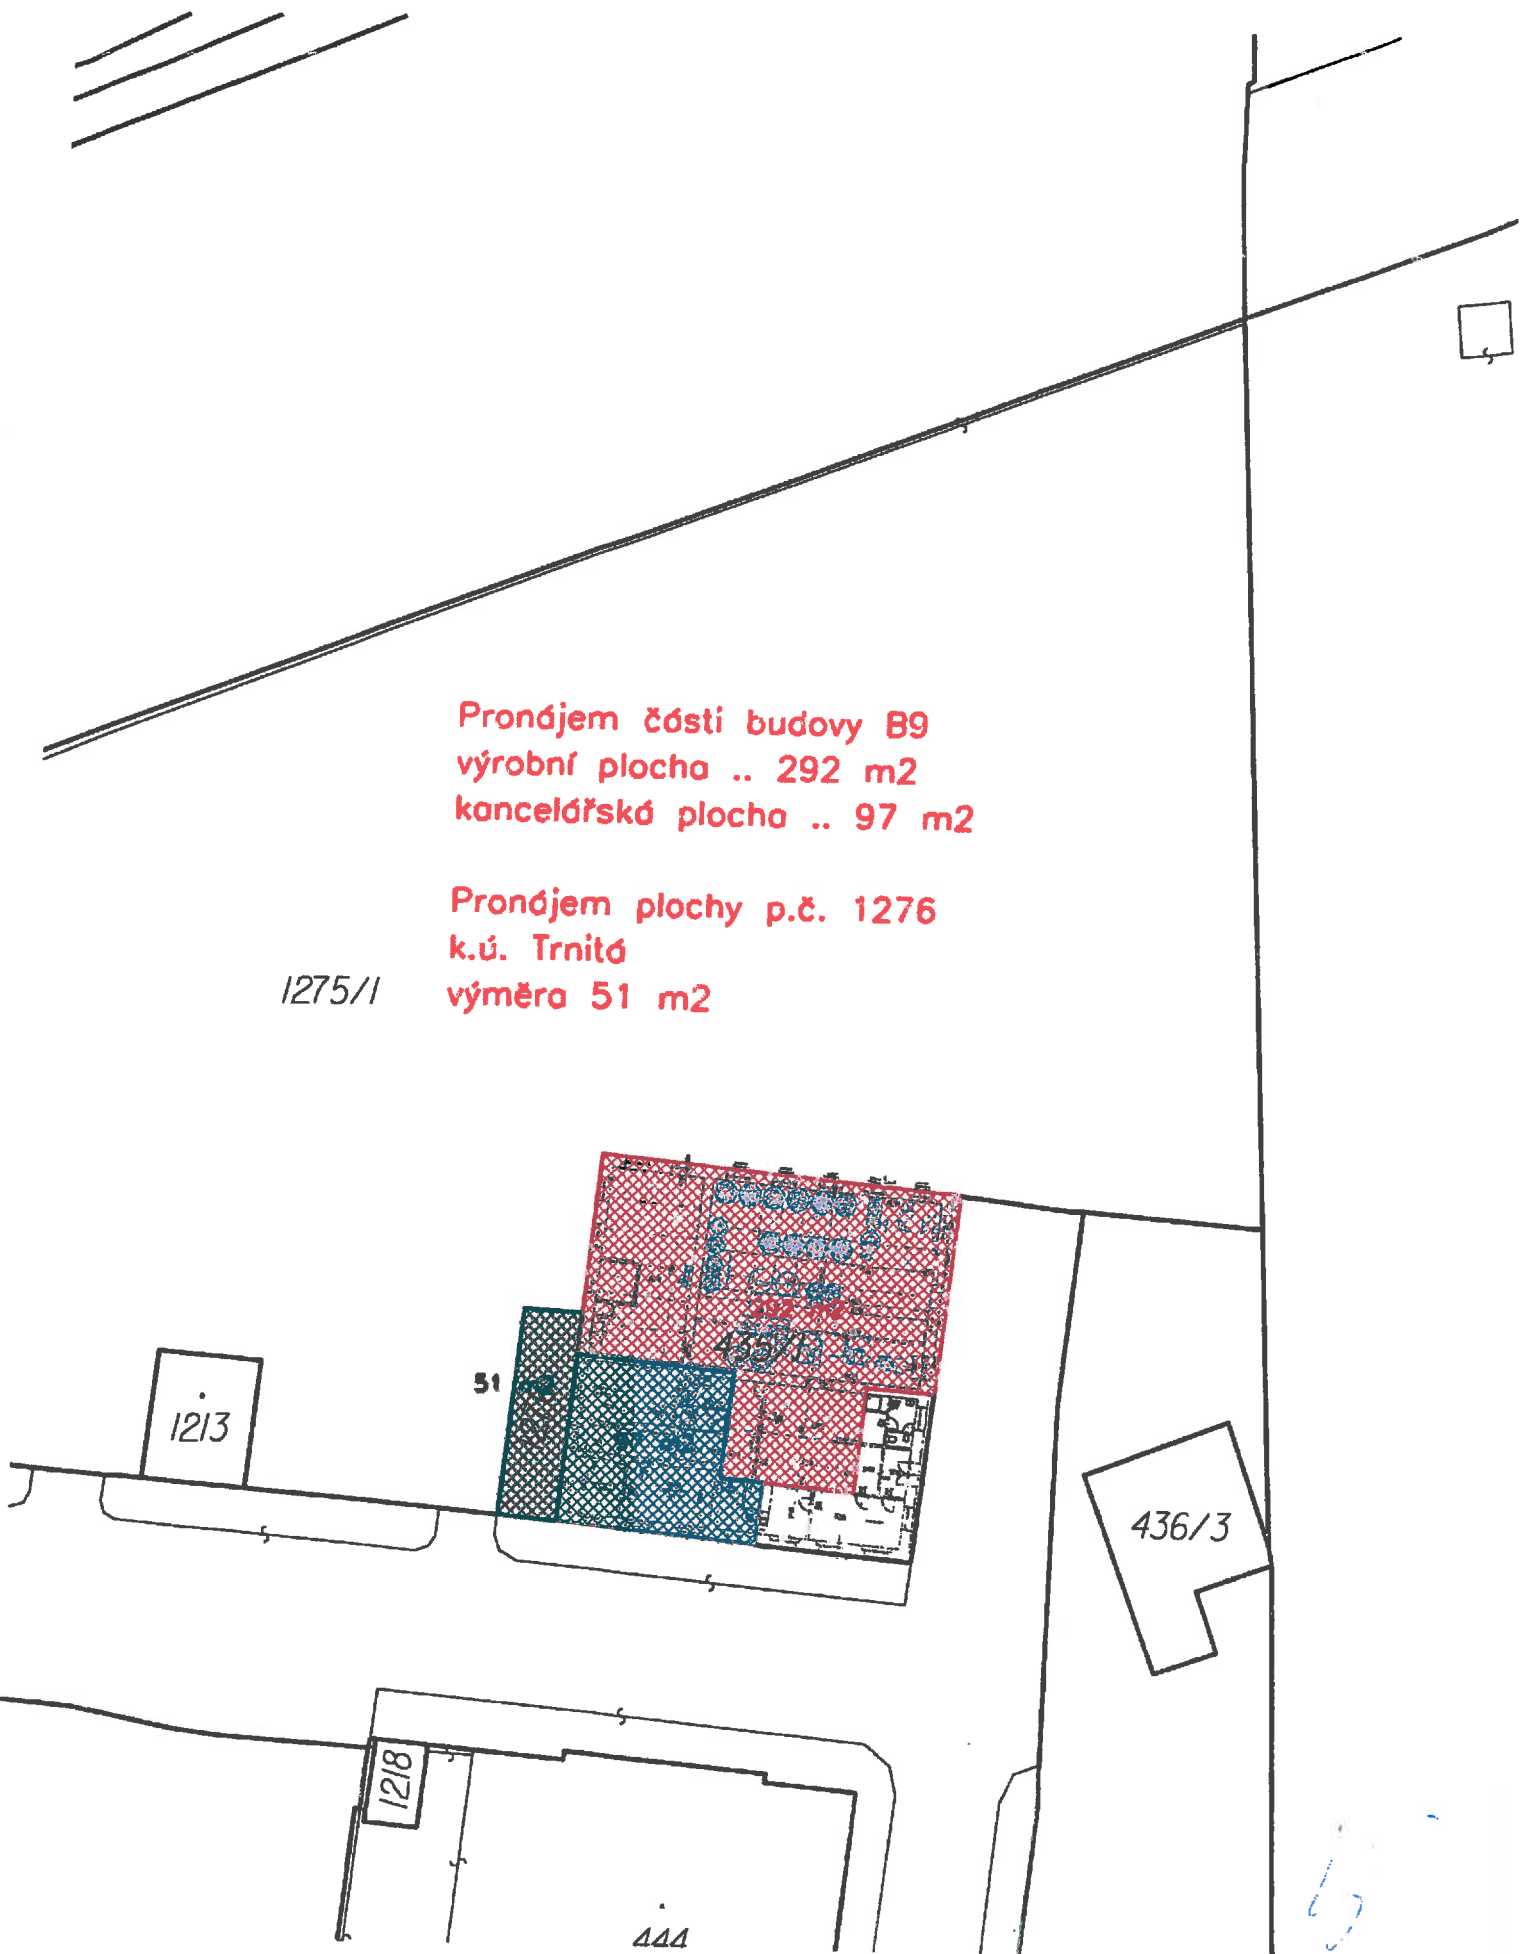 Pronájem částí budovy B9
výrobní plocha .. 292 m2
kancelářská plocha .. 97 m2
Pronájem plochy p.č. 1276
k.ú. Trnitá
výměra 51 m2
1275/1
51
1213
436/3
1218
444